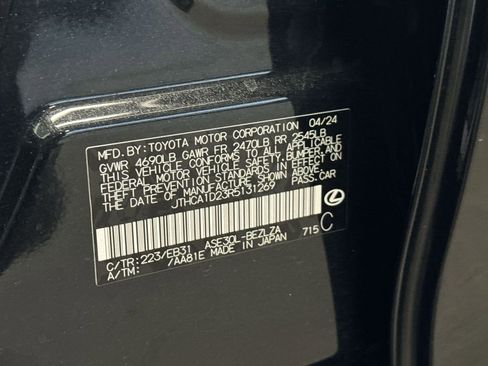 MFD. BY: TOYOTA MOTOR CORPORATION 04/24
GVWR 4690LB GAWR FR 2470LB RR 2545LB
THIS VEHICLE CONFORMS TO ALL APPLICABLE
FEDERAL MOTOR VEHICLE SAFETY, BUMPER, AND
THEFT PREVENTION STANDARDS IN EFFECT ON
THE DATE OF MANUFACTURE SHOWN ABOVE.
JTHCA1D23R5131269 PASS. CAR
C/TR: 223/EB31 ASE30L-BEZLZA
A/TM: /AA81E MADE IN JAPAN 715 C